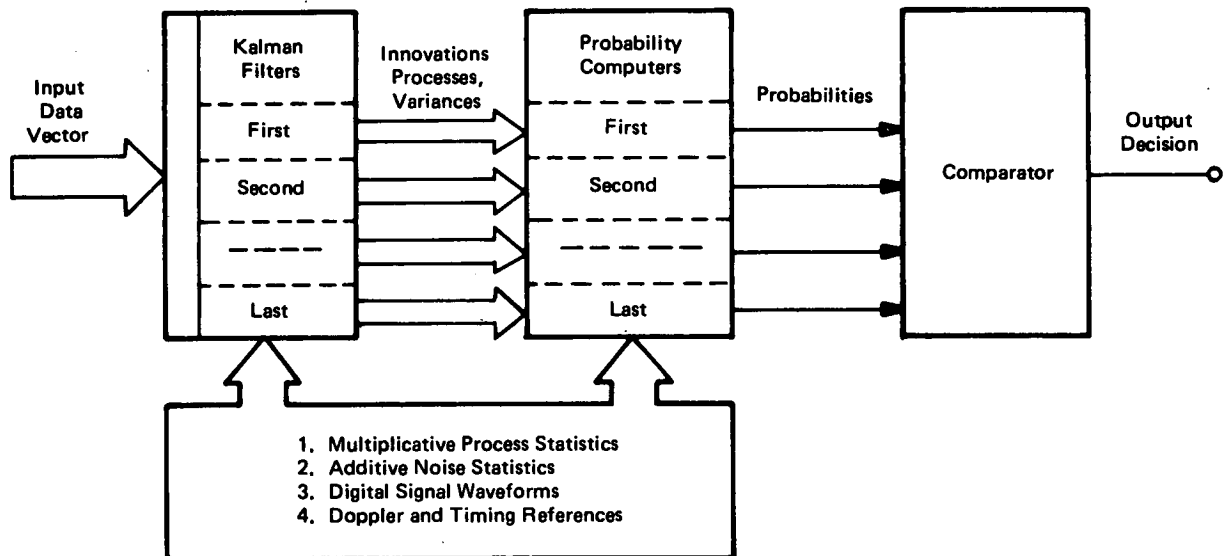 Input
Data
Vector
Kalman
Filters
First
Second
Last
Innovations
Processes,
Variances
Probability
Computers
First
Second
Last
Probabilities
Comparator
Output
Decision
1. Multiplicative Process Statistics
2. Additive Noise Statistics
3. Digital Signal Waveforms
4. Doppler and Timing References